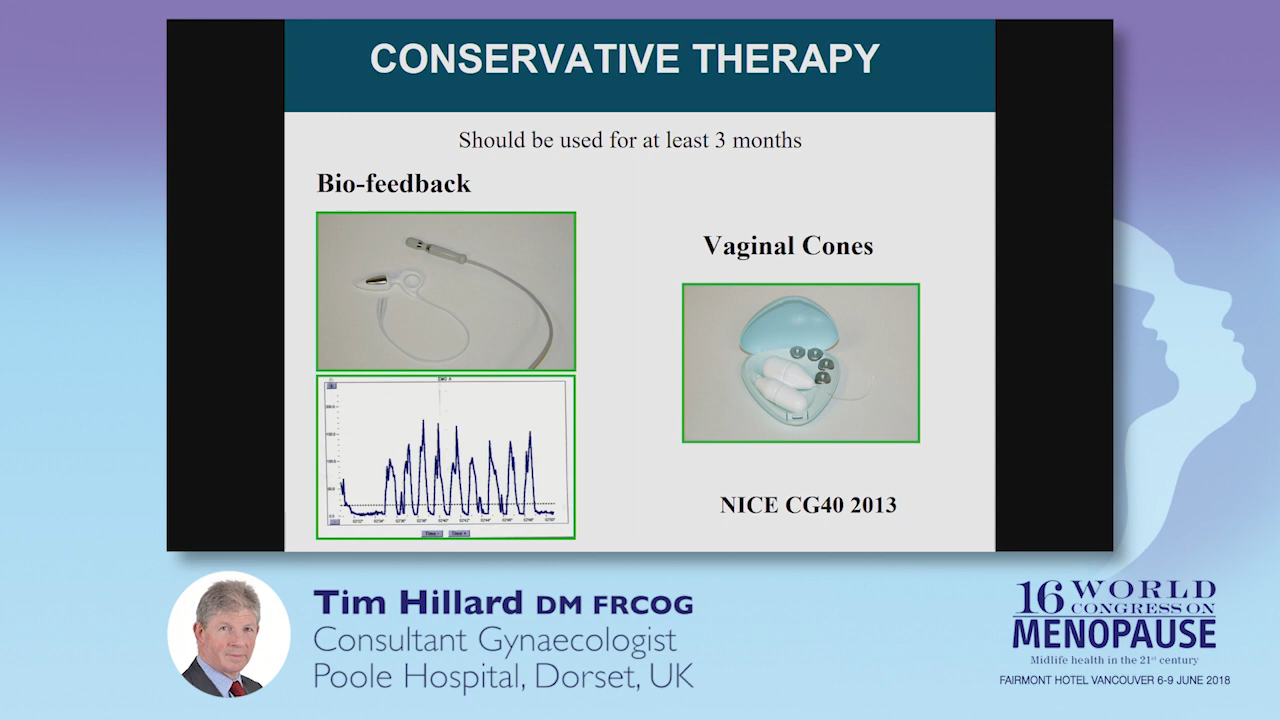 CONSERVATIVE THERAPY
Should be used for at least 3 months
Bio-feedback
Vaginal Cones
NICE CG40 2013
Tim Hillard DM FRCOG
Consultant Gynaecologist
Poole Hospital, Dorset, UK
16 WORLD
CONGRESS ON
MENOPAUSE
Midlife health in the 21st century
FAIRMONT HOTEL VANCOUVER 6-9 JUNE 2018